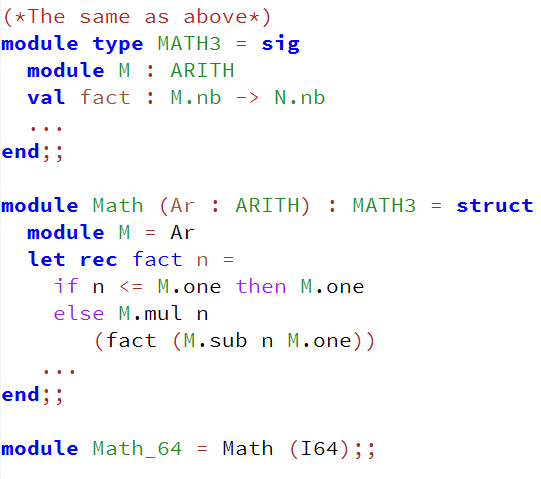 (*The same as above*)
module type MATH3 = sig
  module M : ARITH
  val fact : M.nb -> N.nb
  ...
end;;

module Math (Ar : ARITH) : MATH3 = struct
  module M = Ar
  let rec fact n =
    if n <= M.one then M.one
    else M.mul n
       (fact (M.sub n M.one))
   ...
end;;

module Math_64 = Math (I64);;